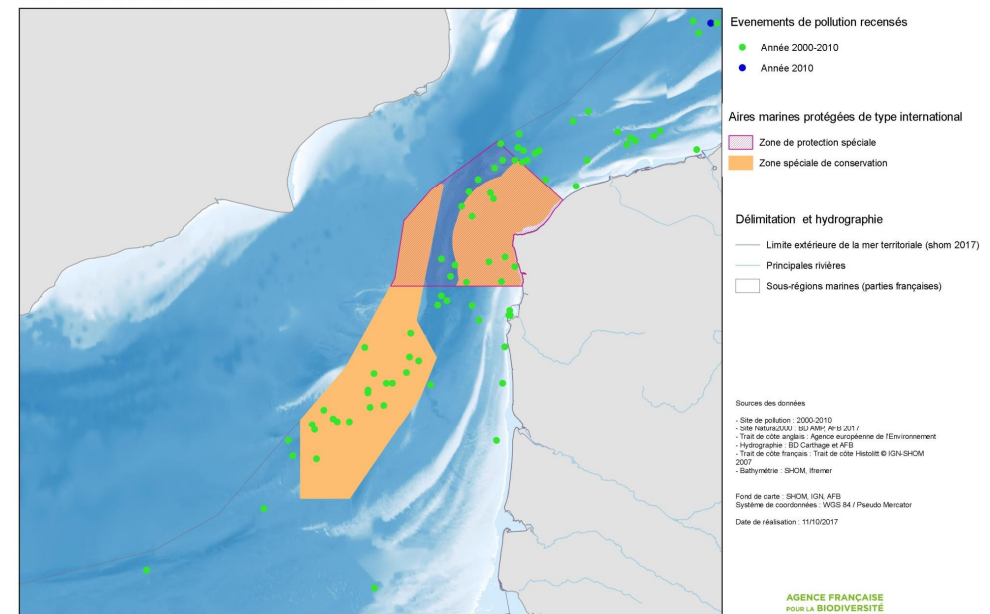 Evenements de pollution recensés
Année 2000-2010
Année 2010
Aires marines protégées de type international
Zone de protection spéciale
Zone spéciale de conservation
Délimitation et hydrographie
Limite extérieure de la mer territoriale (shom 2017)
Principales rivières
Sous-régions marines (parties françaises)
Sources des données
- Site de pollution : 2000-2010
- Site Natura2000 : BD AMP, AFB 2017
- Trait de côte anglais : Agence européenne de l'Environnement
- Hydrographie : BD Carthage et AFB
- Trait de côte français : Trait de côte Histolitt © IGN-SHOM
2007
- Bathymétrie : SHOM, Ifremer
Fond de carte : SHOM, IGN, AFB
Système de coordonnées : WGS 84 / Pseudo Mercator
Date de réalisation : 11/10/2017
AGENCE FRANÇAISE
POUR LA BIODIVERSITÉ